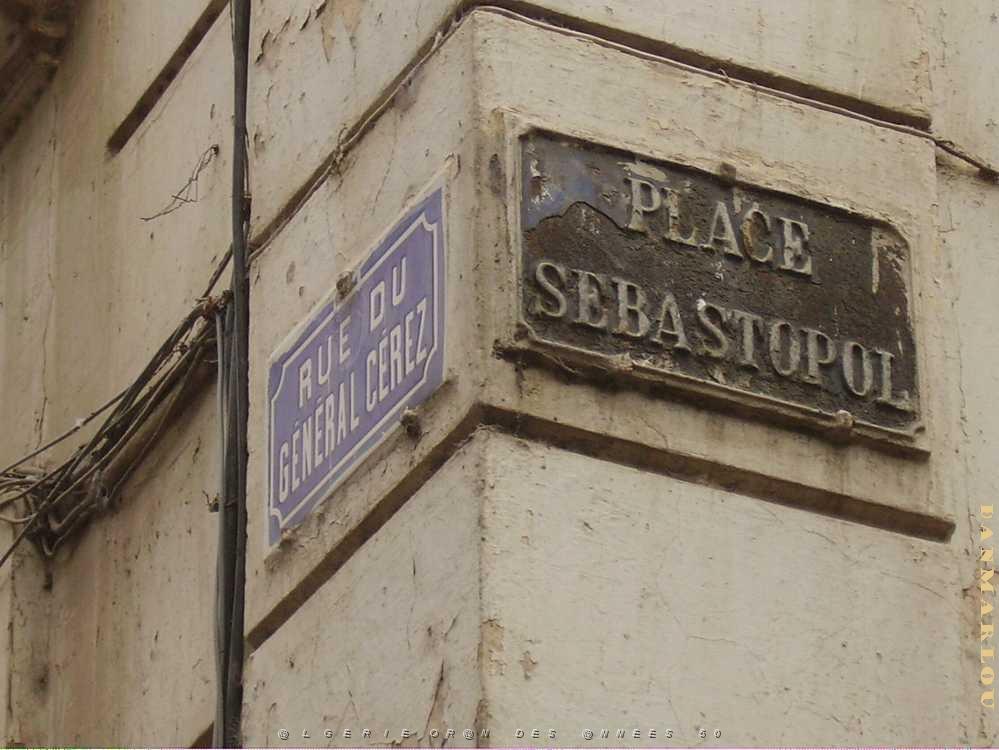 RUE DU
GÉNÉRAL CÉREZ
PLACE
SEBASTOPOL
DANMARLOU
@LGERIE OR@N DES @NNEES 50